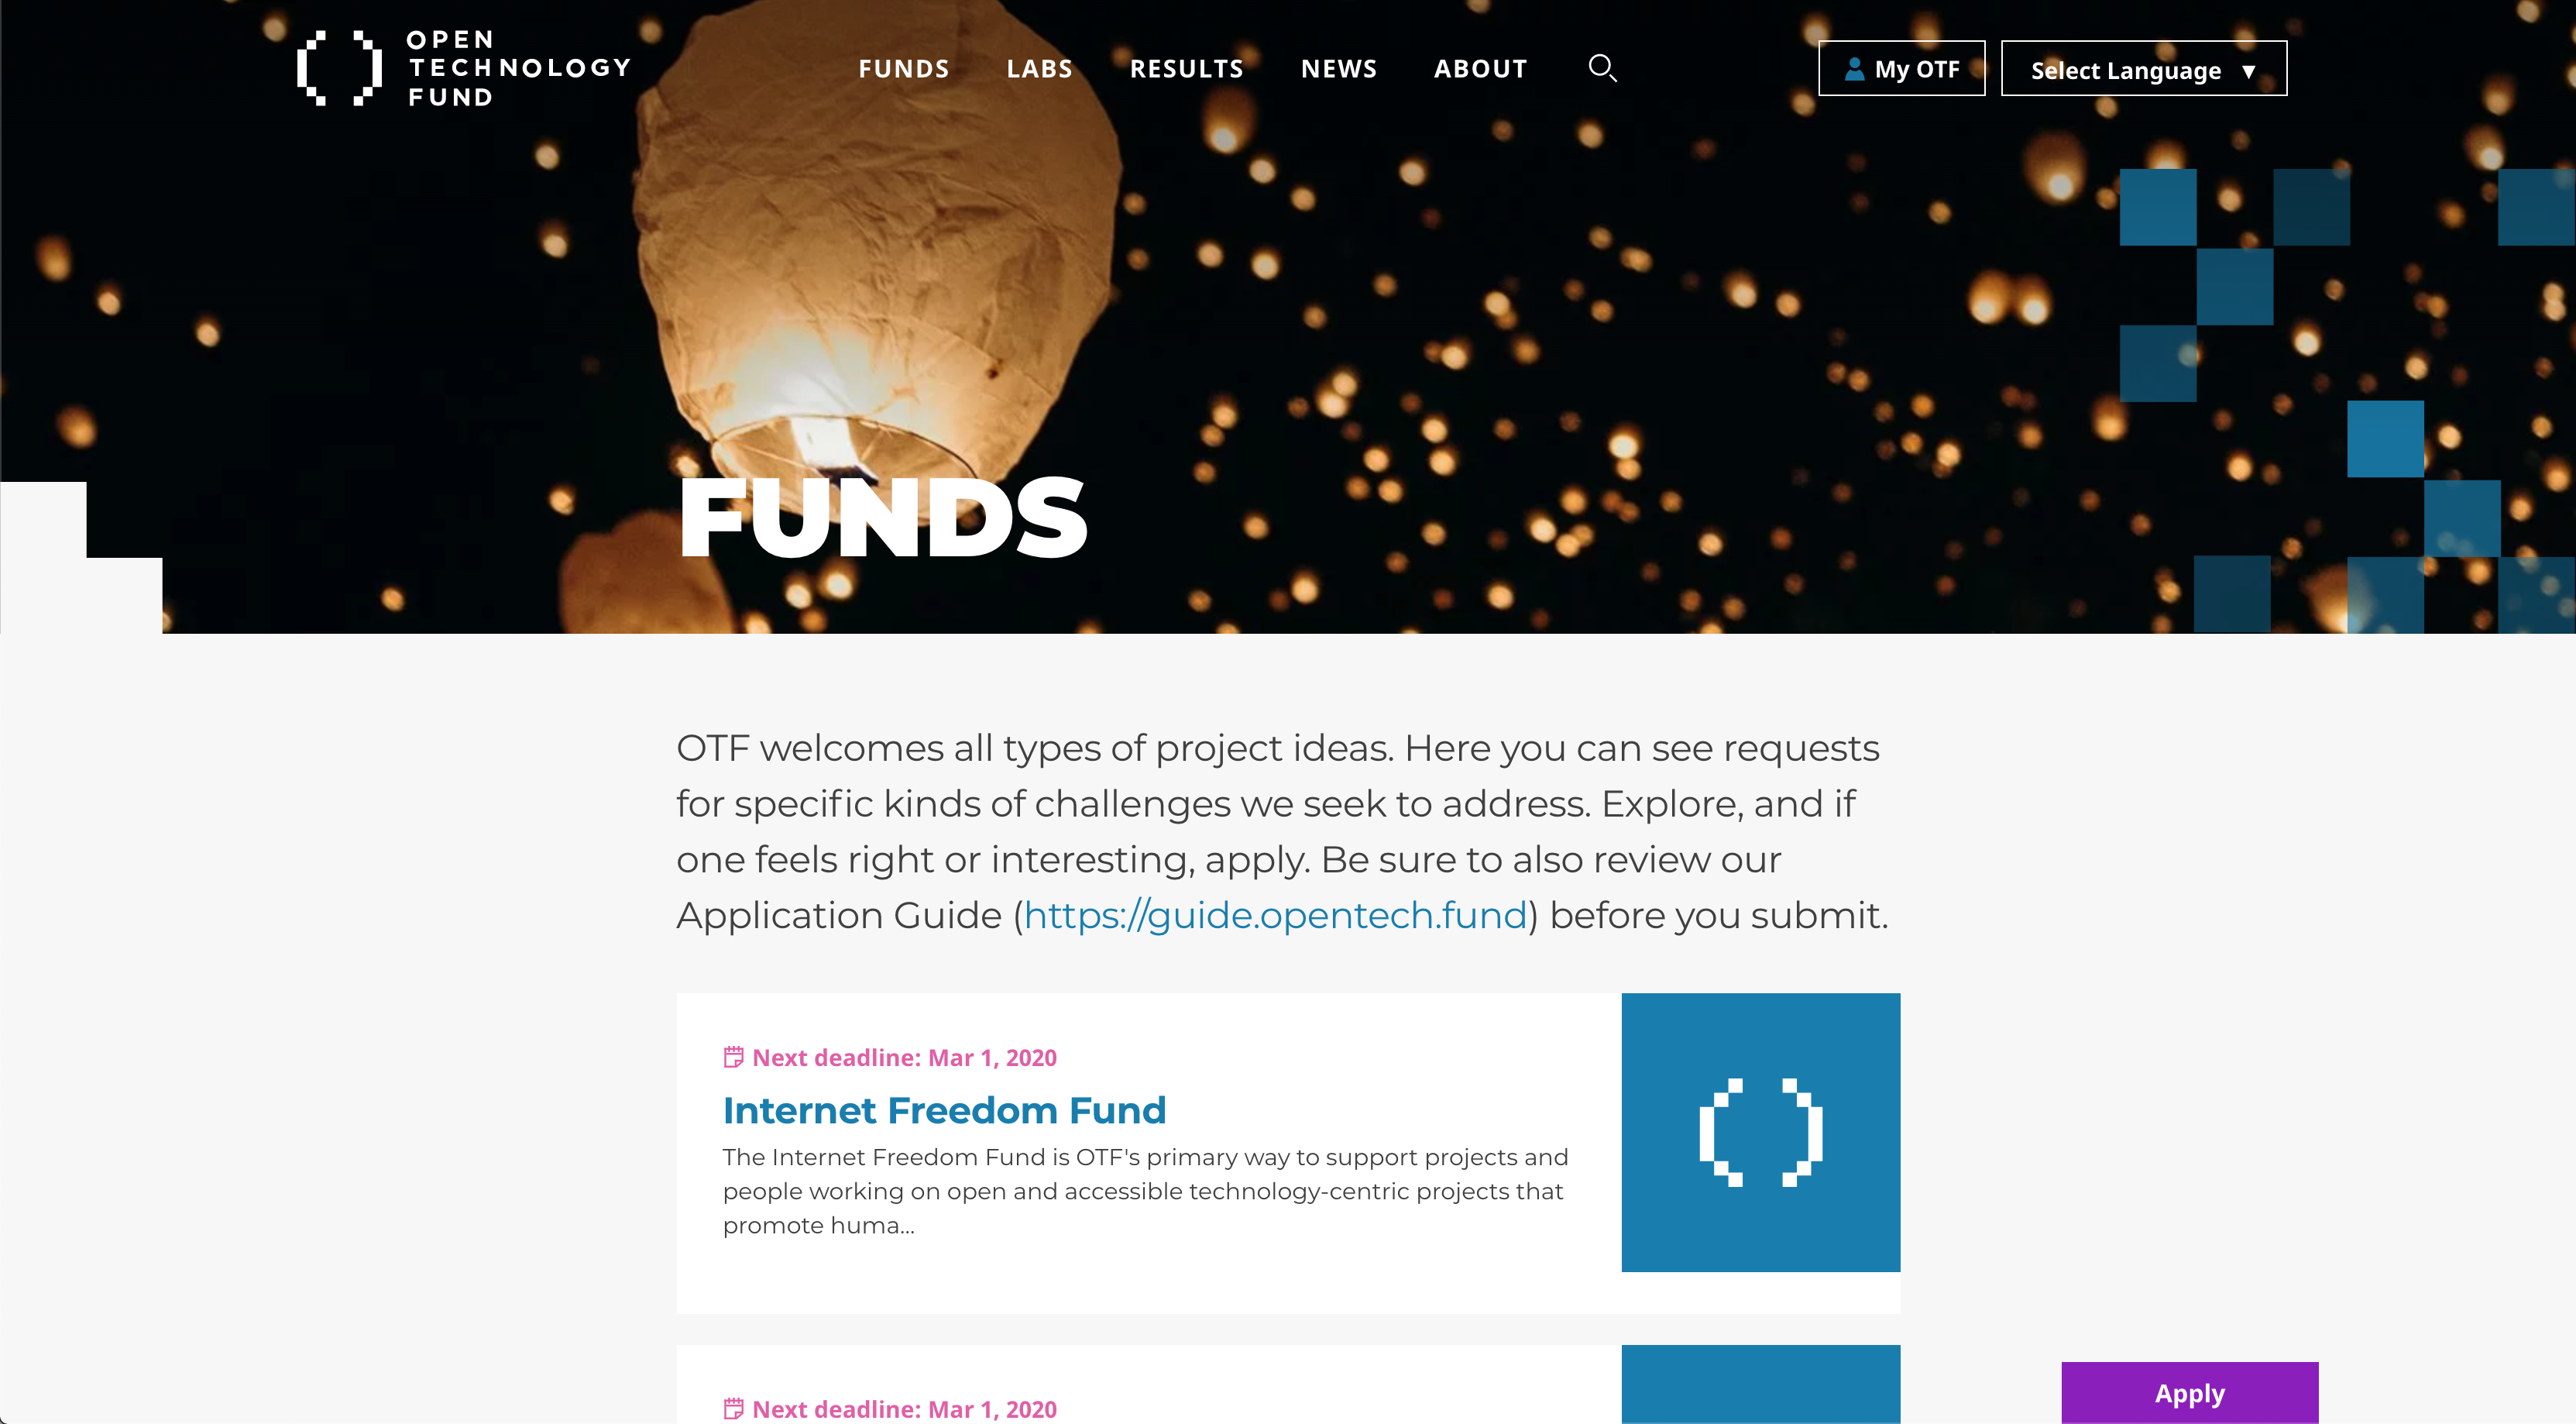 OPEN
TECHNOLOGY
FUND
FUNDS
LABS
RESULTS
NEWS
ABOUT
My OTF
Select Language ▼
FUNDS
OTF welcomes all types of project ideas. Here you can see requests
for specific kinds of challenges we seek to address. Explore, and if
one feels right or interesting, apply. Be sure to also review our
Application Guide (https://guide.opentech.fund) before you submit.
Next deadline: Mar 1, 2020
Internet Freedom Fund
The Internet Freedom Fund is OTF's primary way to support projects and
people working on open and accessible technology-centric projects that
promote huma...
Next deadline: Mar 1, 2020
Apply